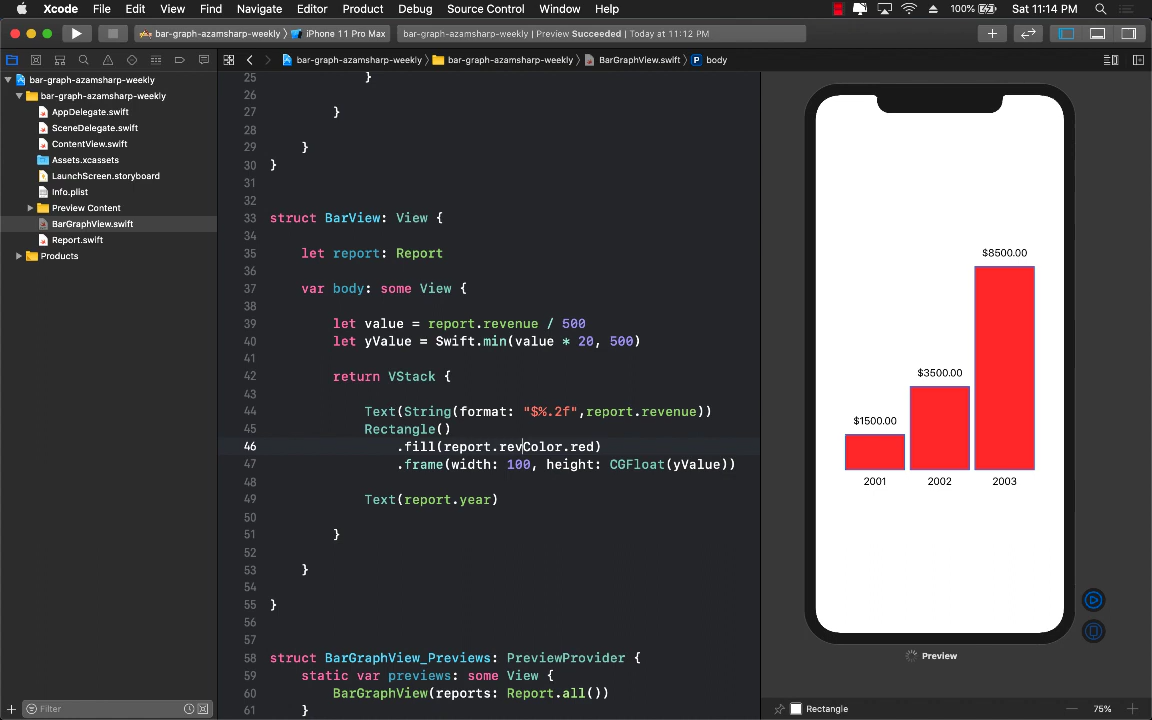 Xcode File Edit View Find Navigate Editor Product Debug Source Control Window Help 100% Sat 11:14 PM
bar-graph-azamsharp-weekly iPhone 11 Pro Max bar-graph-azamsharp-weekly | Preview Succeeded | Today at 11:12 PM
bar-graph-azamsharp-weekly bar-graph-azamsharp-weekly BarGraphView.swift P body
bar-graph-azamsharp-weekly
bar-graph-azamsharp-weekly
AppDelegate.swift
SceneDelegate.swift
ContentView.swift
Assets.xcassets
LaunchScreen.storyboard
Info.plist
Preview Content
BarGraphView.swift
Report.swift
Products
Filter
25 }
26
27 }
28
29 }
30 }
31
32
33 struct BarView: View {
34
35 let report: Report
36
37 var body: some View {
38
39 let value = report.revenue / 500
40 let yValue = Swift.min(value * 20, 500)
41
42 return VStack {
43
44 Text(String(format: "$%.2f",report.revenue))
45 Rectangle()
46 .fill(report.revColor.red)
47 .frame(width: 100, height: CGFloat(yValue))
48
49 Text(report.year)
50
51 }
52
53 }
54
55 }
56
57
58 struct BarGraphView_Previews: PreviewProvider {
59 static var previews: some View {
60 BarGraphView(reports: Report.all())
61 }
$8500.00
$3500.00
$1500.00
2001 2002 2003
Preview
Rectangle 75%